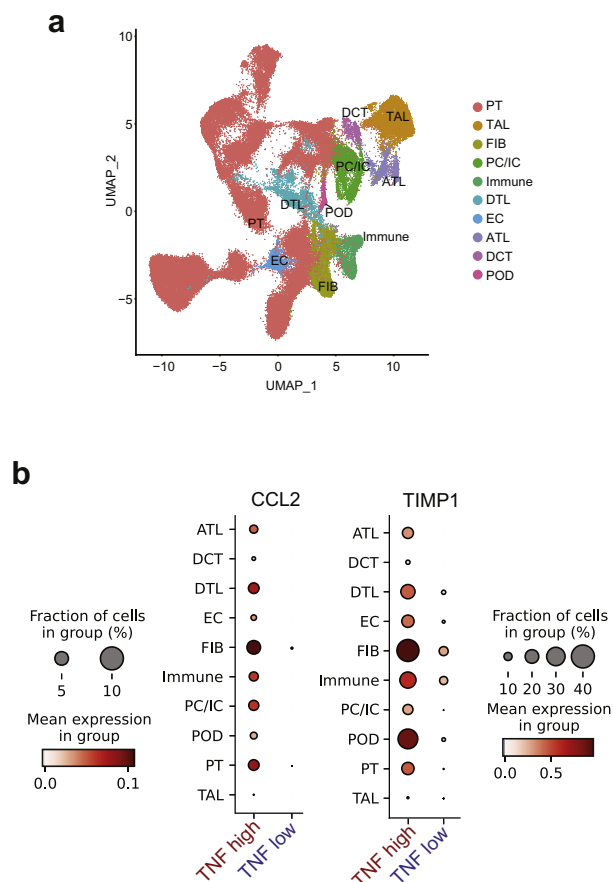 a
10
5
0
−5
UMAP_2
−10
−5
0
5
10
UMAP_1
DCT
TAL
PC/IC
ATL
DTL
POD
PT
Immune
EC
FIB
PT
TAL
FIB
PC/IC
Immune
DTL
EC
ATL
DCT
POD
b
CCL2
TIMP1
ATL
DCT
DTL
EC
FIB
Immune
PC/IC
POD
PT
TAL
TNF high
TNF low
ATL
DCT
DTL
EC
FIB
Immune
PC/IC
POD
PT
TAL
TNF high
TNF low
Fraction of cells
in group (%)
5 10
Mean expression
in group
0.0 0.1
Fraction of cells
in group (%)
10 20 30 40
Mean expression
in group
0.0 0.5